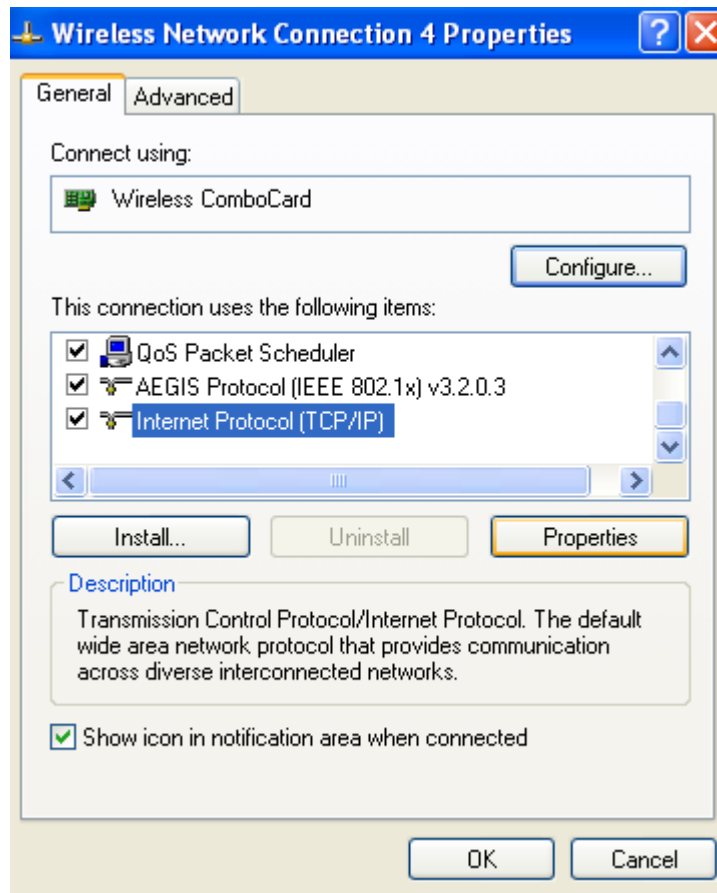 Wireless Network Connection 4 Properties
General Advanced
Connect using:
Wireless ComboCard
Configure...
This connection uses the following items:
QoS Packet Scheduler
AEGIS Protocol (IEEE 802.1x) v3.2.0.3
Internet Protocol (TCP/IP)
Install... Uninstall Properties
Description
Transmission Control Protocol/Internet Protocol. The default
wide area network protocol that provides communication
across diverse interconnected networks.
Show icon in notification area when connected
OK Cancel